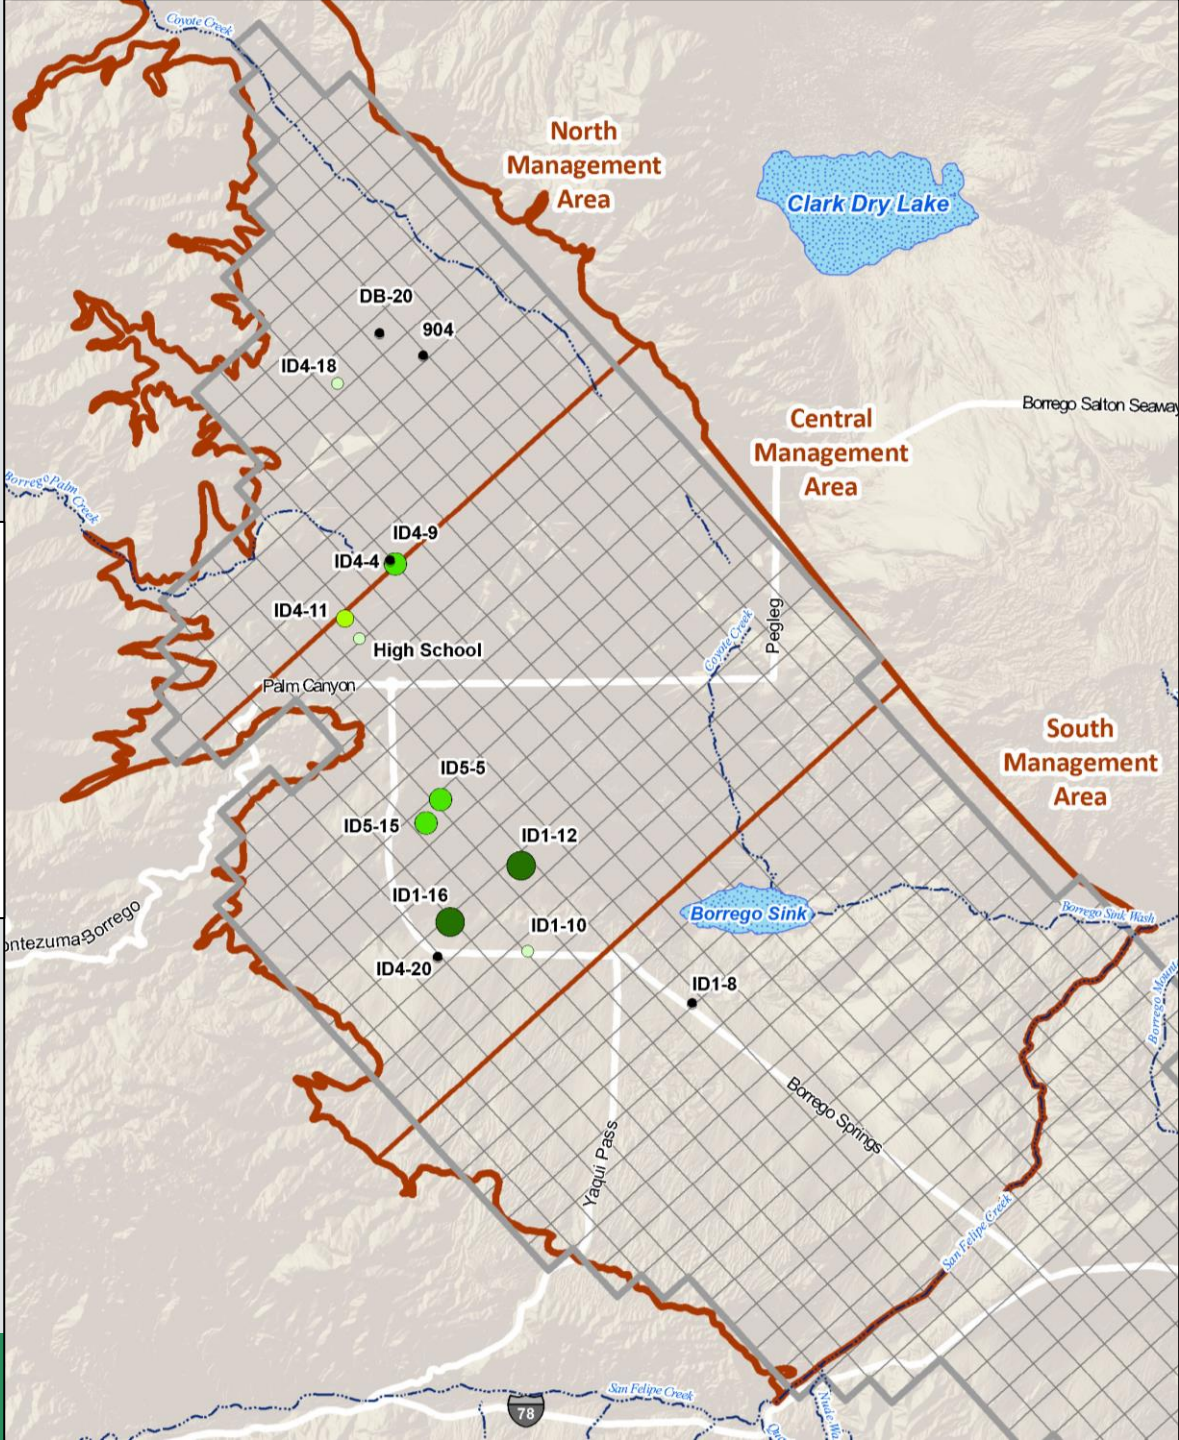 Coyote Creek
North
Management
Area
Clark Dry Lake
DB-20
904
ID4-18
Borrego Salton Seaway
Central
Management
Area
Borrego Palm
Creek
ID4-9
ID4-4
ID4-11
High School
Pegleg
Coyote Creek
Palm Canyon
South
Management
Area
ID5-5
ID5-15
ID1-12
ID1-16
ID1-10
Borrego Sink
Borrego Sink Wash
ontezuma-Borrego
ID4-20
ID1-8
Borrego Mount
Borrego Springs
Yaqui Pass
San Felipe Creek
San Felipe Creek
78